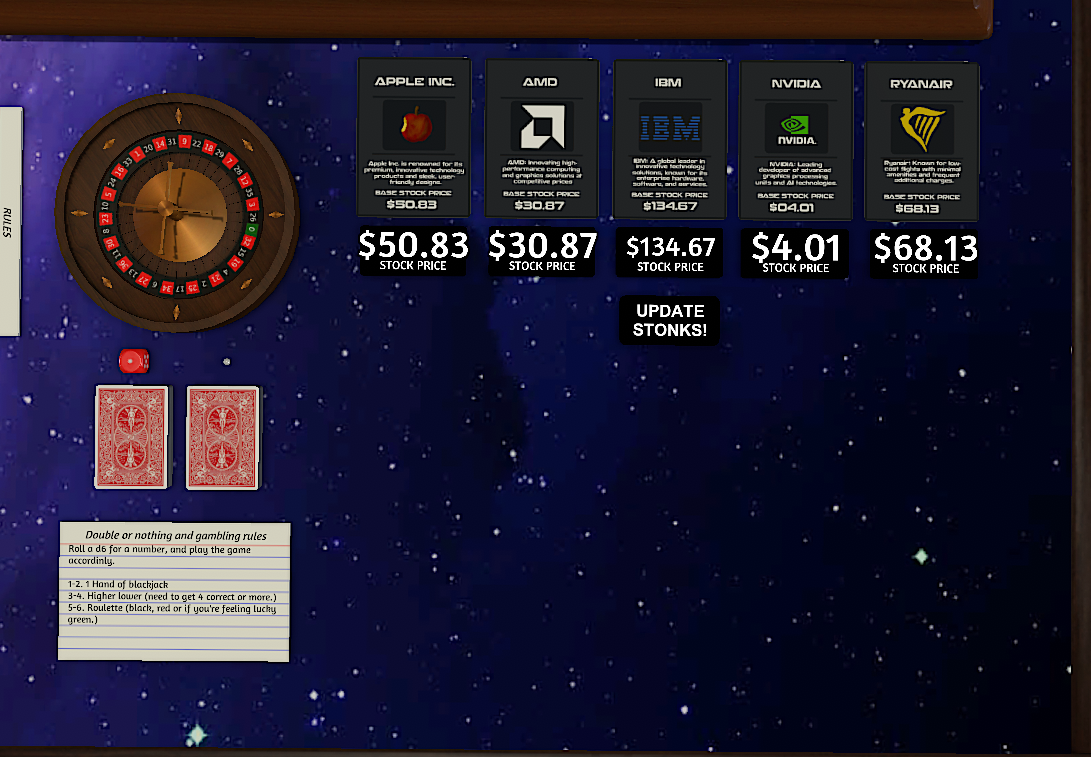 RULES
APPLE INC.
Apple Inc. is renowned for its
premium, innovative technology
products and sleek, user-
friendly designs.
BASE STOCK PRICE
$50.83
$50.83
STOCK PRICE
AMD
AMD: Innovating high-
performance computing
and graphics solutions at
competitive prices
BASE STOCK PRICE
$30.87
$30.87
STOCK PRICE
IBM
IBM
IBM: A global leader in
innovative technology
solutions, known for its
enterprise hardware,
software, and services.
BASE STOCK PRICE
$134.67
$134.67
STOCK PRICE
NVIDIA
NVIDIA.
NVIDIA: Leading
developer of advanced
graphics processing
units and AI technologies.
BASE STOCK PRICE
$04.01
$4.01
STOCK PRICE
RYANAIR
Ryanair: Known for low-
cost flights with minimal
amenities and frequent
additional charges.
BASE STOCK PRICE
$68.13
$68.13
STOCK PRICE
UPDATE
STONKS!
Double or nothing and gambling rules
Roll a d6 for a number, and play the game
accordinly.
1-2. 1 Hand of blackjack
3-4. Higher lower (need to get 4 correct or more.)
5-6. Roulette (black, red or if you're feeling lucky
green.)